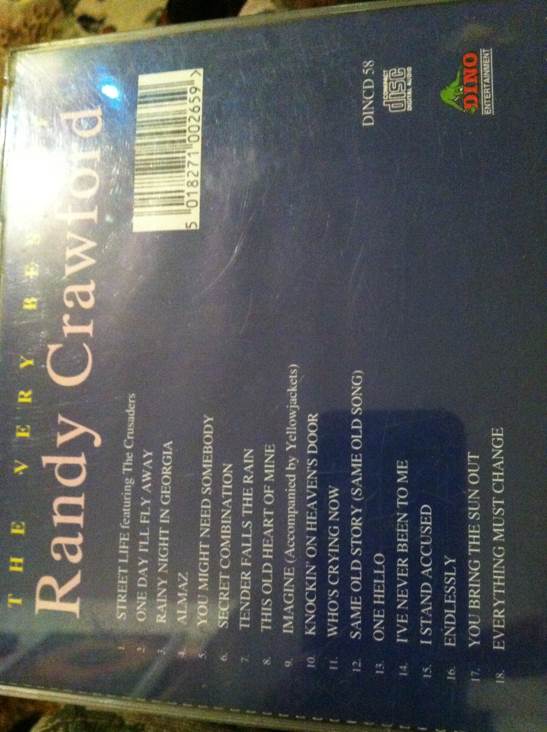 THE VERY
Randy Crawford
5 018271 002659 >
1. STREET LIFE featuring The Crusaders
2. ONE DAY I'LL FLY AWAY
3. RAINY NIGHT IN GEORGIA
4. ALMAZ
5. YOU MIGHT NEED SOMEBODY
6. SECRET COMBINATION
7. TENDER FALLS THE RAIN
8. THIS OLD HEART OF MINE
9. IMAGINE (Accompanied by Yellowjackets)
10. KNOCKIN' ON HEAVEN'S DOOR
11. WHO'S CRYING NOW
12. SAME OLD STORY (SAME OLD SONG)
13. ONE HELLO
14. I'VE NEVER BEEN TO ME
15. I STAND ACCUSED
16. ENDLESSLY
17. YOU BRING THE SUN OUT
18. EVERYTHING MUST CHANGE
DINCD 58
COMPACT
disc
DIGITAL AUDIO
DINO
ENTERTAINMENT